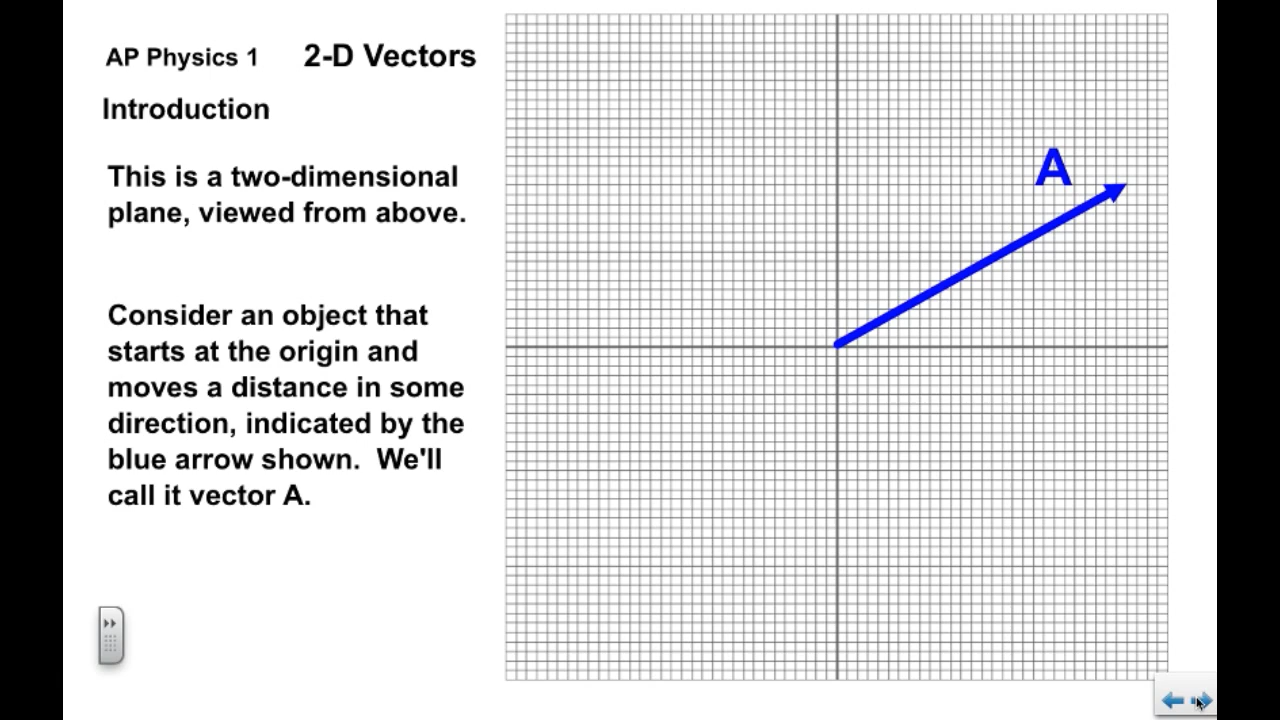 AP Physics 1 2-D Vectors
Introduction
This is a two-dimensional
plane, viewed from above.
Consider an object that
starts at the origin and
moves a distance in some
direction, indicated by the
blue arrow shown. We'll
call it vector A.
A